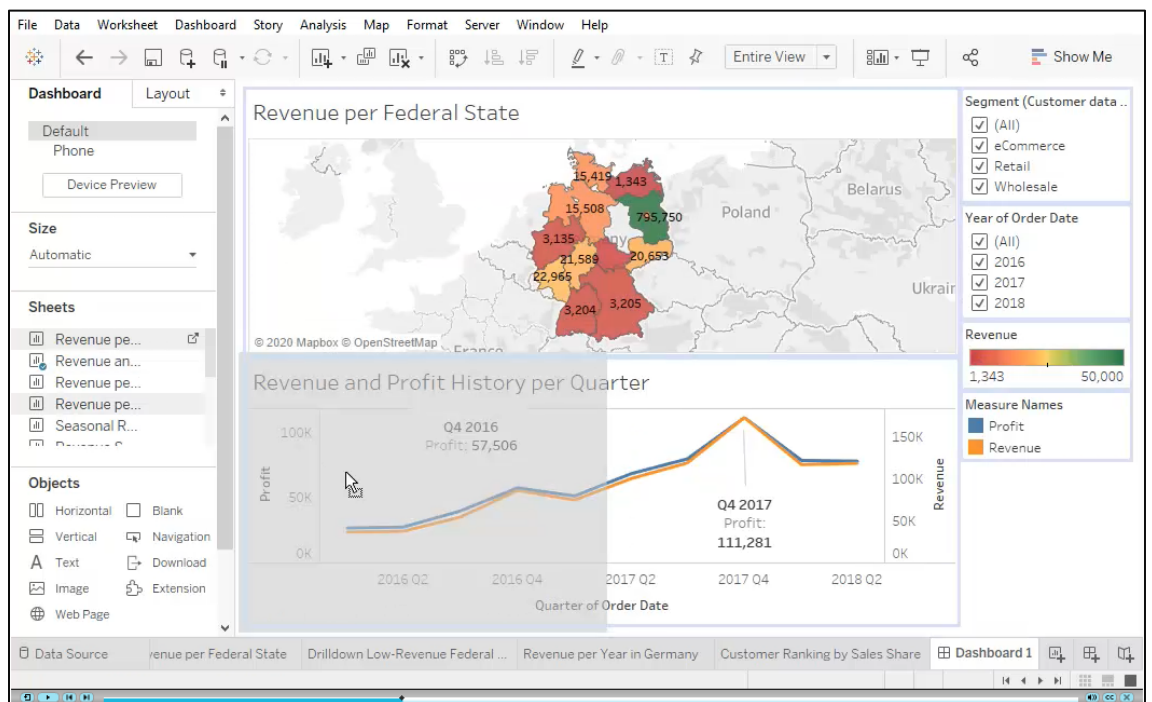 File Data Worksheet Dashboard Story Analysis Map Format Server Window Help
Entire View
Show Me
Dashboard Layout
Default
Phone
Device Preview
Size
Automatic
Sheets
Revenue pe...
Revenue an...
Revenue pe...
Revenue pe...
Seasonal R...
Objects
Horizontal Blank
Vertical Navigation
A Text Download
Image Extension
Web Page
Revenue per Federal State
15,419 1,343
15,508
795,750
3,135
21,589
20,653
22,965
3,204 3,205
Belarus
Poland
Ukrair
France
© 2020 Mapbox © OpenStreetMap
Revenue and Profit History per Quarter
100K
50K
0K
Profit
Q4 2016
Profit: 57,506
Q4 2017
Profit:
111,281
150K
100K
50K
0K
Revenue
2016 Q2 2016 Q4 2017 Q2 2017 Q4 2018 Q2
Quarter of Order Date
Segment (Customer data ..
(All)
eCommerce
Retail
Wholesale
Year of Order Date
(All)
2016
2017
2018
Revenue
1,343 50,000
Measure Names
Profit
Revenue
Data Source venue per Federal State Drilldown Low-Revenue Federal ... Revenue per Year in Germany Customer Ranking by Sales Share Dashboard 1
CC